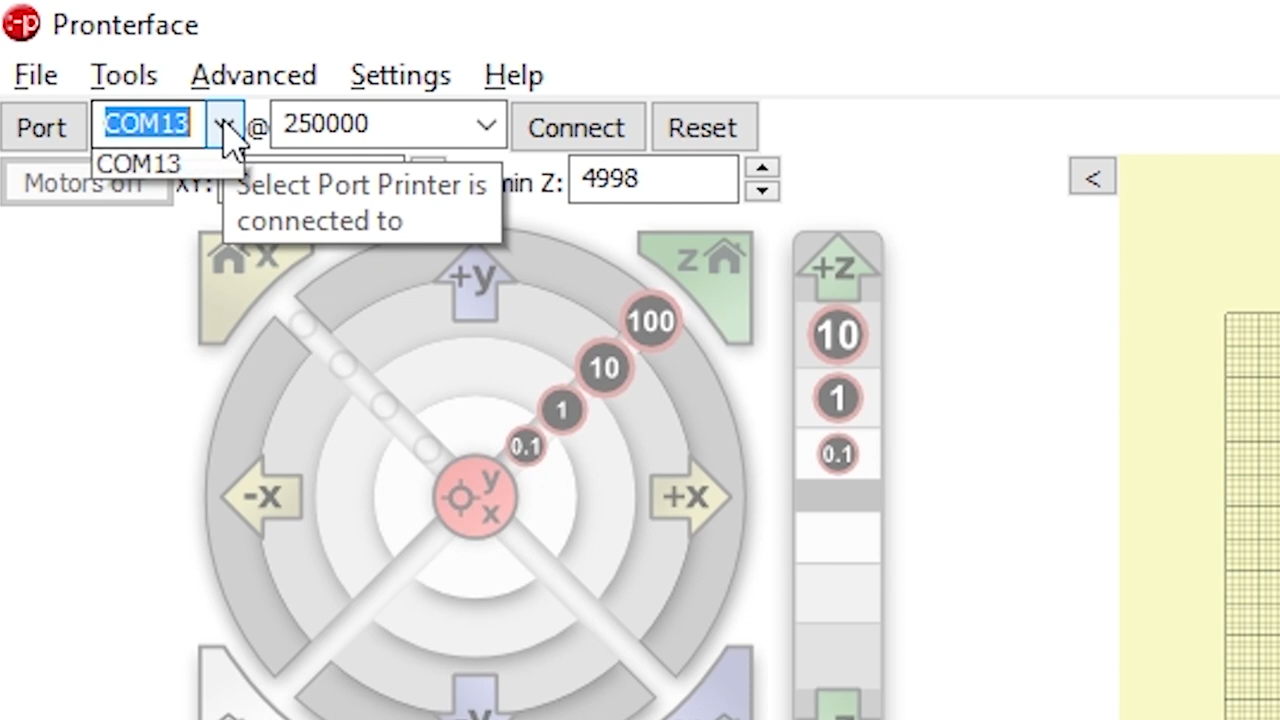 Pronterface
File Tools Advanced Settings Help
Port COM13 @ 250000 Connect Reset
COM13
Motors off XY: min Z: 4998 <
Select Port Printer is
connected to
x z
+y +z
100
10 10
1 1
0.1 0.1
-x y x +x